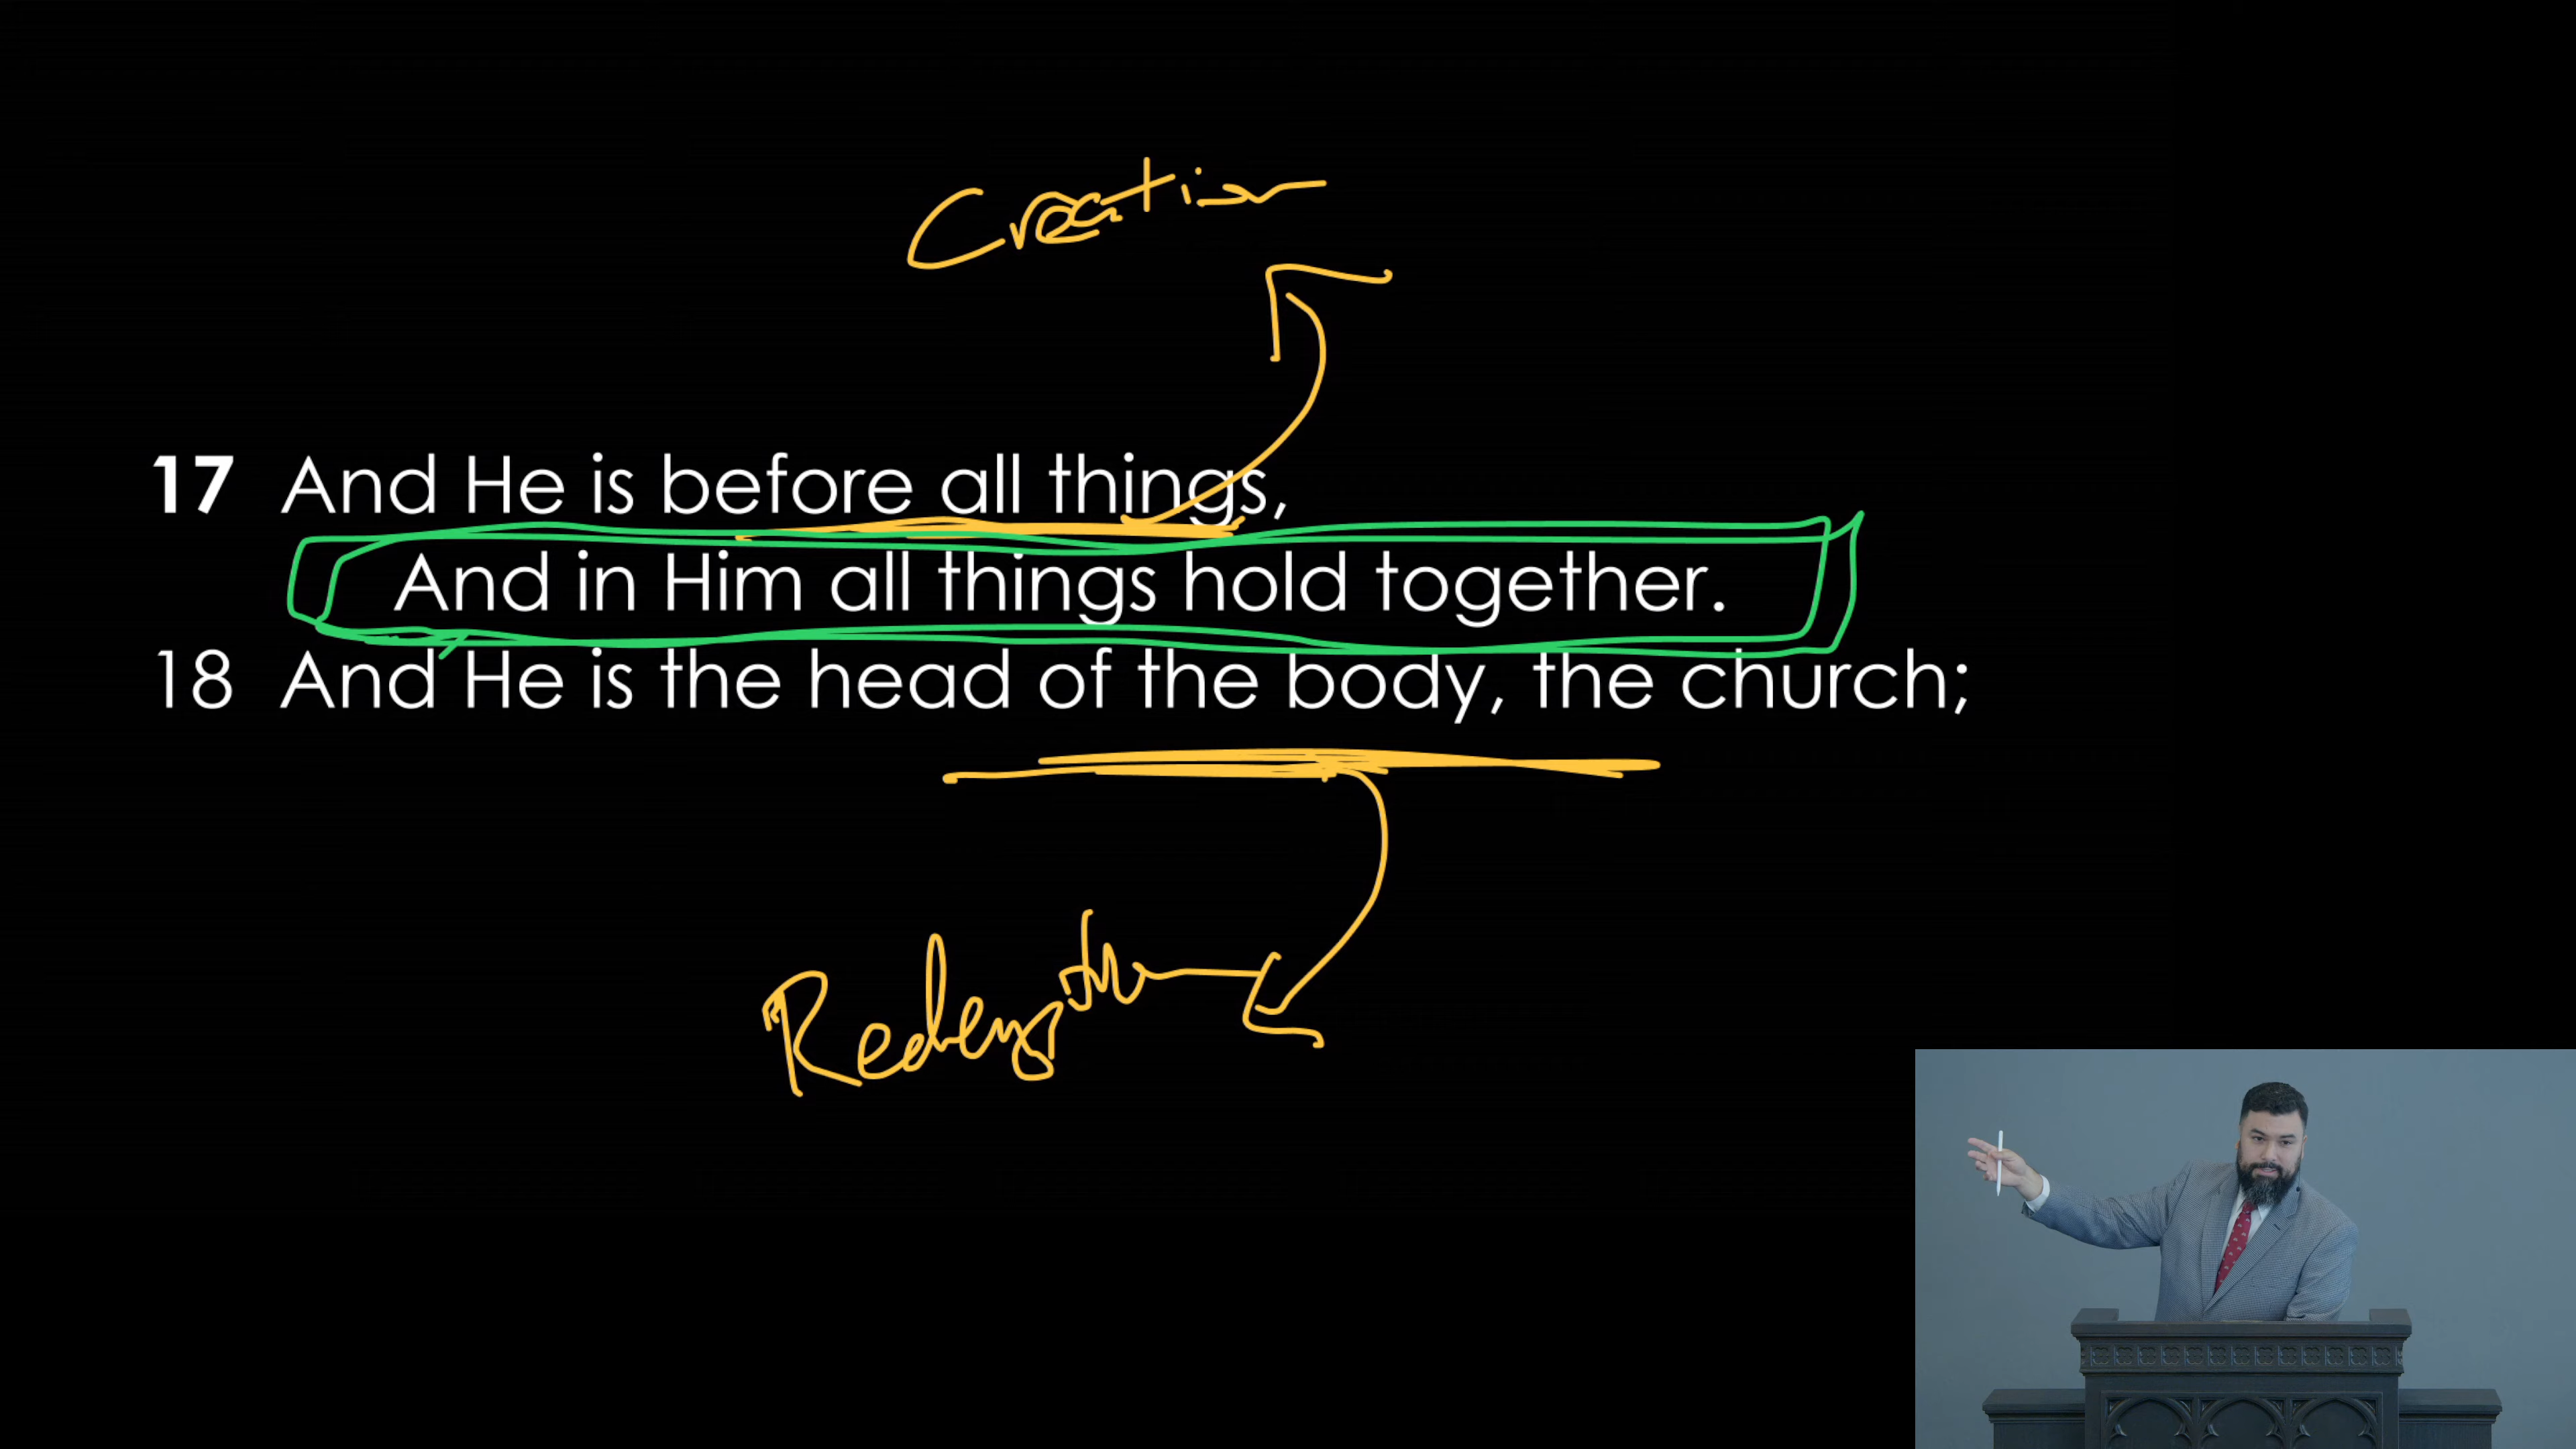 Creation
17 And He is before all things,
And in Him all things hold together.
18 And He is the head of the body, the church;
Redemption